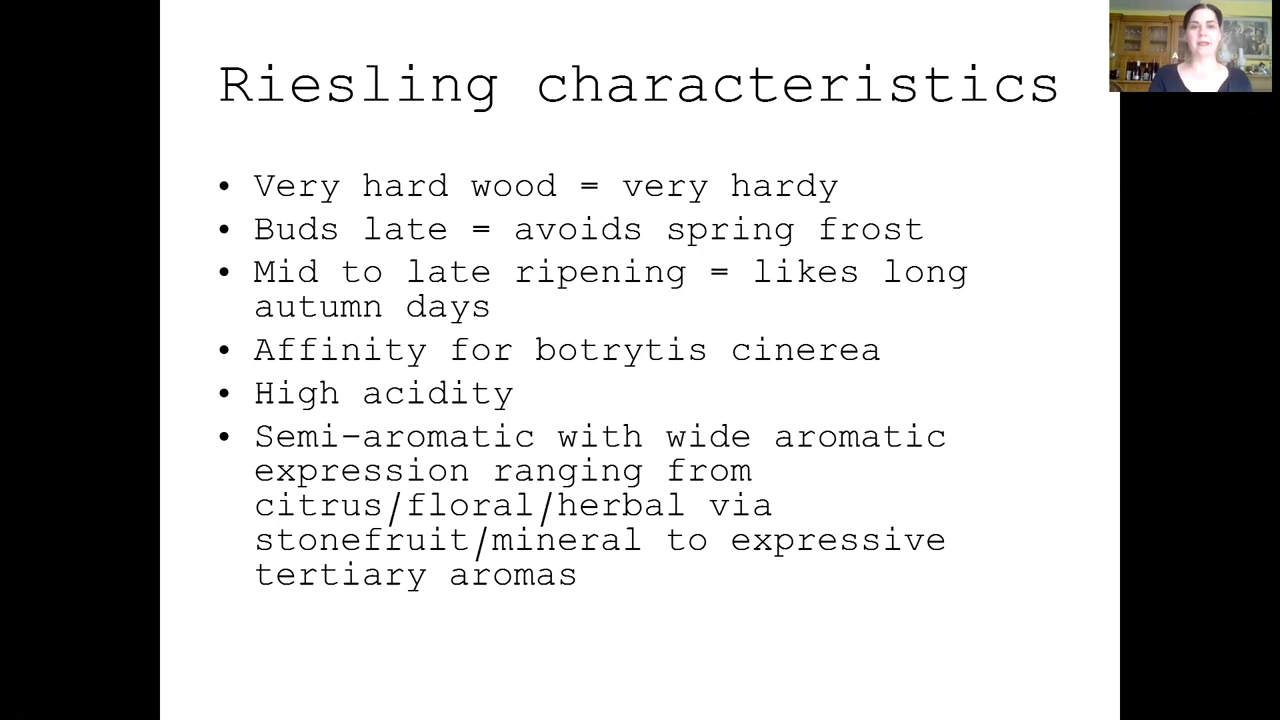 Riesling characteristics
• Very hard wood = very hardy
• Buds late = avoids spring frost
• Mid to late ripening = likes long
autumn days
• Affinity for botrytis cinerea
• High acidity
• Semi-aromatic with wide aromatic
expression ranging from
citrus/floral/herbal via
stonefruit/mineral to expressive
tertiary aromas